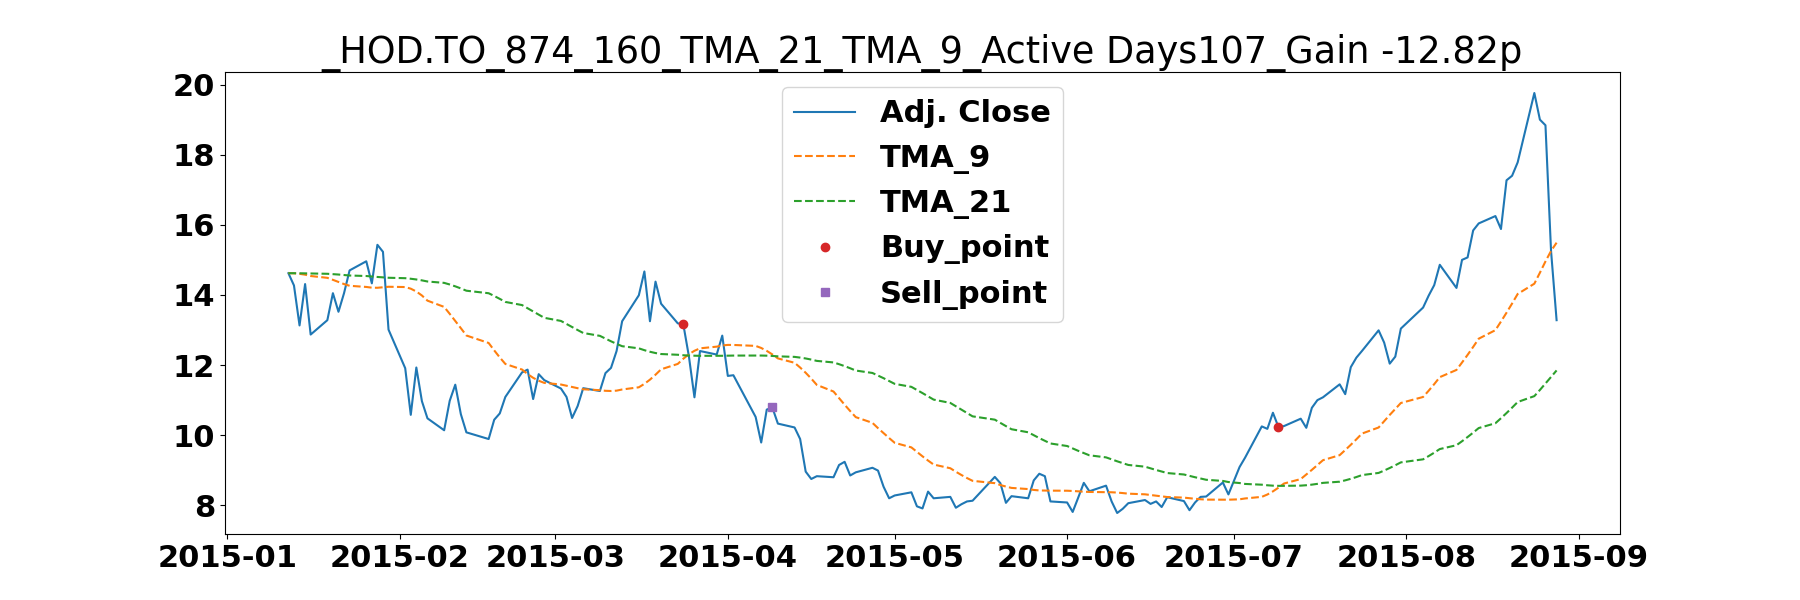 _HOD.TO_874_160_TMA_21_TMA_9_Active Days107_Gain -12.82p
20
18
16
14
12
10
8
Adj. Close
TMA_9
TMA_21
Buy_point
Sell_point
2015-01 2015-02 2015-03 2015-04 2015-05 2015-06 2015-07 2015-08 2015-09